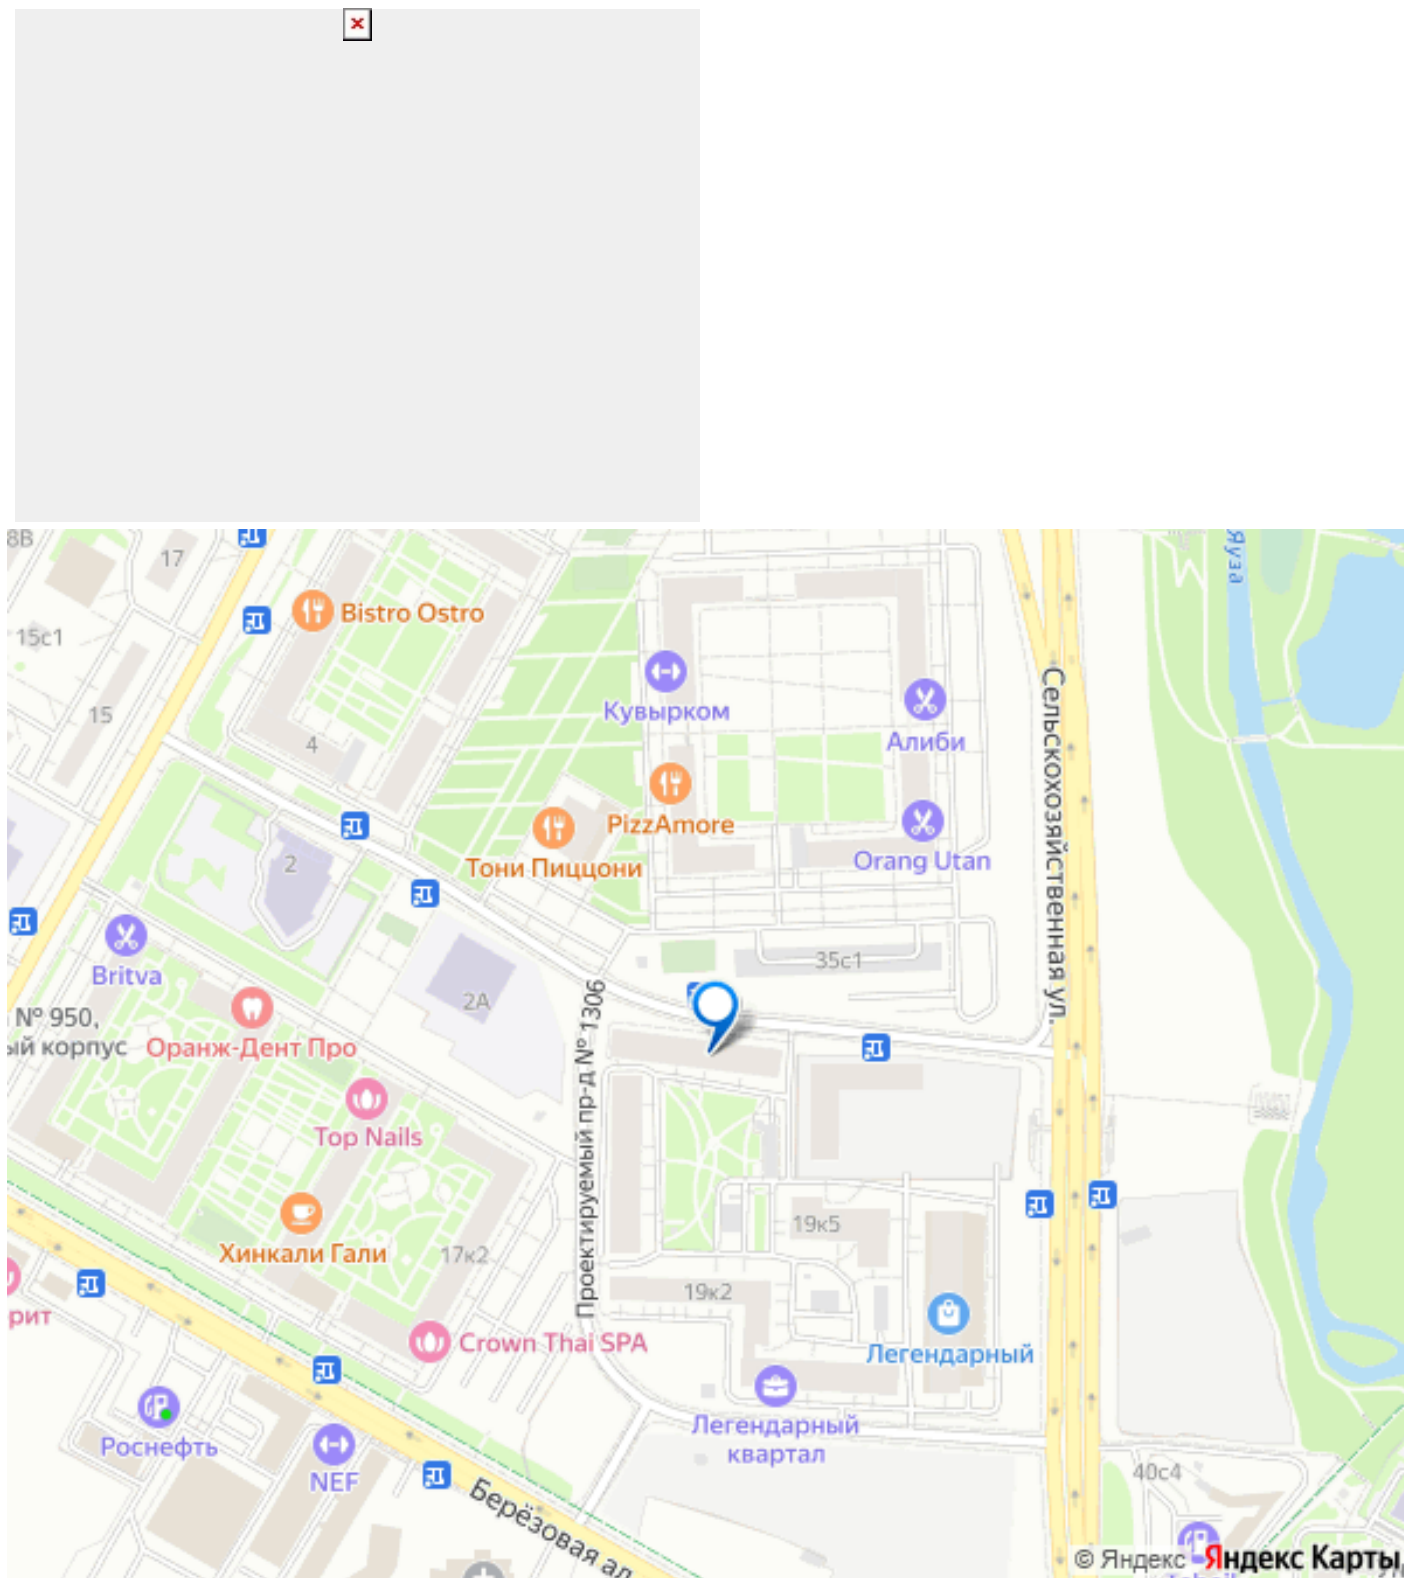 8В
17
Яуза
Bistro Ostro
15с1
Кувырком
15
Алиби
4
Сельскохозяйственная ул.
PizzAmore
Тони Пиццони
Orang Utan
2
35с1
Britva
2А
№ 950,
ый корпус
Оранж-Дент Про
Проектируемый пр-д № 1306
Top Nails
19к5
Хинкали Гали
17к2
19к2
рит
Crown Thai SPA
Легендарный
Легендарный
квартал
Роснефть
NEF
40с4
Берёзовая ал
© Яндекс Яндекс Карты